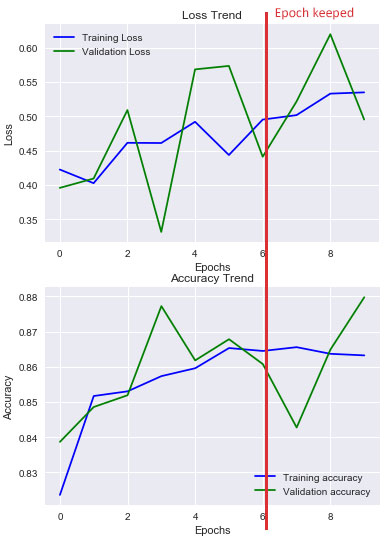 Epoch keeped
Loss Trend
Training Loss
Validation Loss
0.60
0.55
0.50
0.45
0.40
0.35
Loss
0 2 4 6 8
Epochs
Accuracy Trend
0.88
0.87
0.86
0.85
0.84
0.83
Accuracy
Training accuracy
Validation accuracy
0 2 4 6 8
Epochs